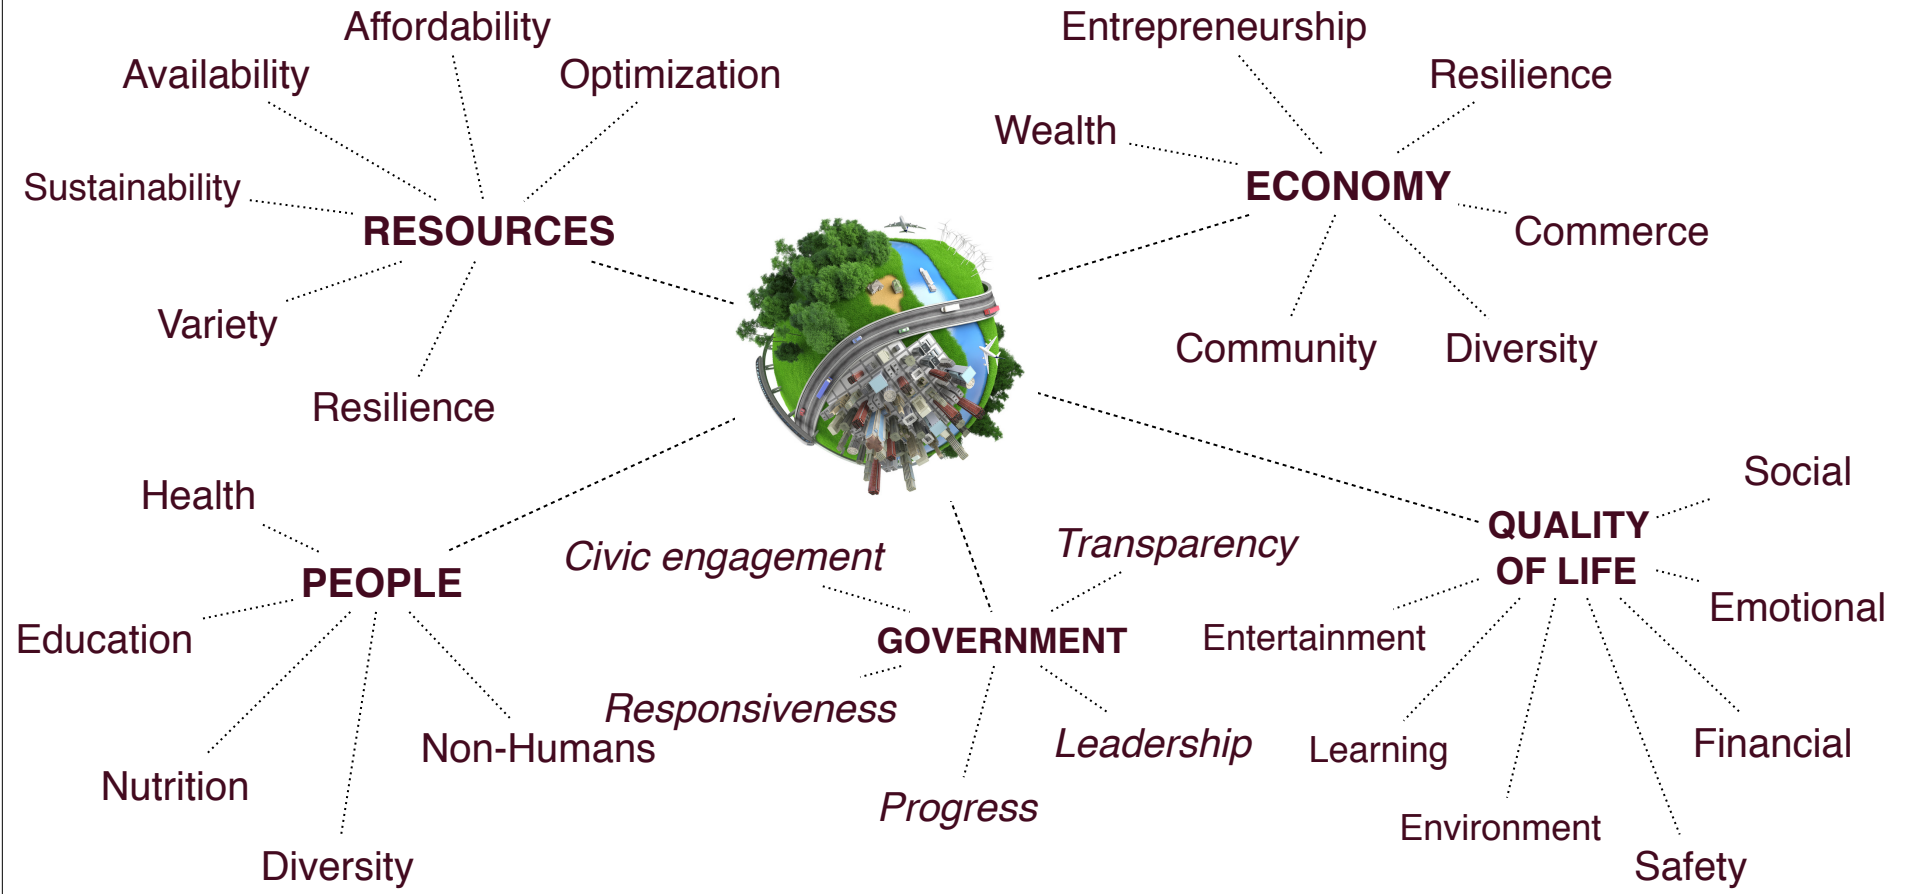 Affordability
Availability
Optimization
Sustainability
RESOURCES
Variety
Resilience
Entrepreneurship
Resilience
Wealth
ECONOMY
Commerce
Community
Diversity
Health
PEOPLE
Education
Nutrition
Non-Humans
Diversity
Civic engagement
Transparency
GOVERNMENT
Responsiveness
Leadership
Progress
Social
QUALITY
OF LIFE
Emotional
Entertainment
Learning
Financial
Environment
Safety